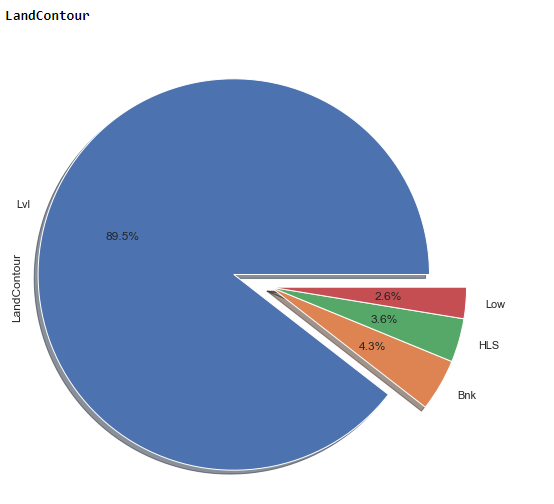 LandContour
Lvl
89.5%
LandContour
2.6%
Low
3.6%
HLS
4.3%
Bnk